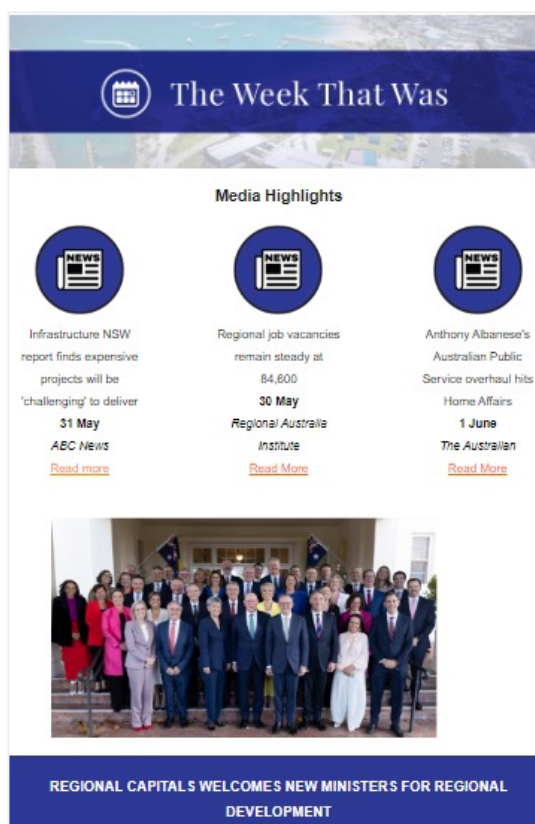 The Week That Was
Media Highlights
NEWS
NEWS
NEWS
Infrastructure NSW
report finds expensive
projects will be
'challenging' to deliver
31 May
ABC News
Read more
Regional job vacancies
remain steady at
84,600
30 May
Regional Australia
Institute
Read More
Anthony Albanese's
Australian Public
Service overhaul hits
Home Affairs
1 June
The Australian
Read More
REGIONAL CAPITALS WELCOMES NEW MINISTERS FOR REGIONAL
DEVELOPMENT